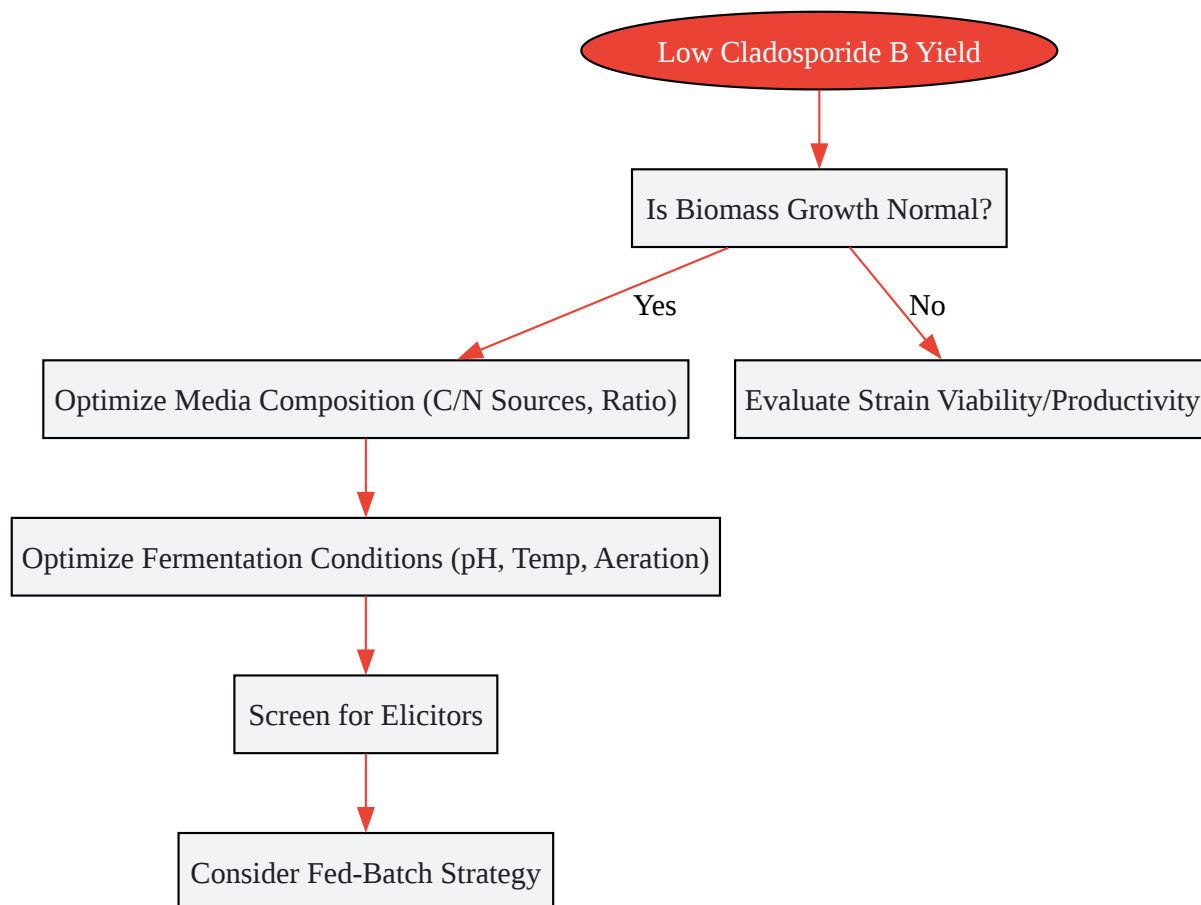 Low Cladosporide B Yield
Is Biomass Growth Normal?
Yes
No
Optimize Media Composition (C/N Sources, Ratio)
Evaluate Strain Viability/Productivity
Optimize Fermentation Conditions (pH, Temp, Aeration)
Screen for Elicitors
Consider Fed-Batch Strategy